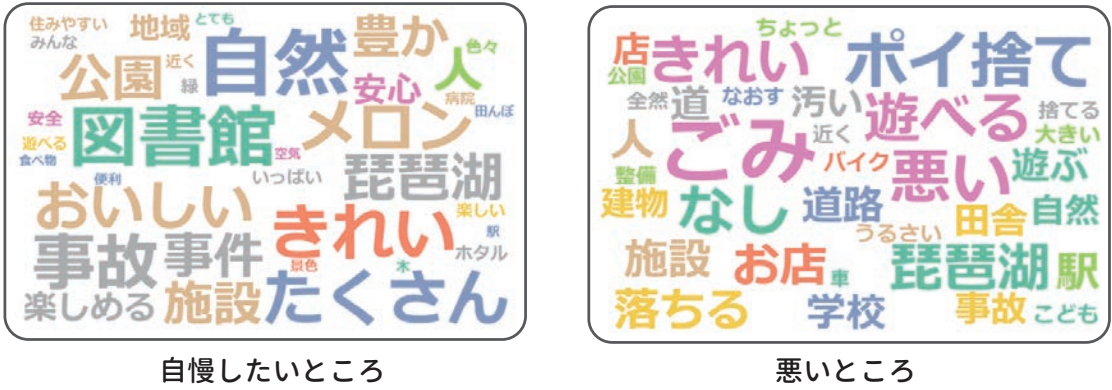 住みやすい 地域 とても 自然 豊か 色々
みんな 公園 近く 緑 安心 人
病院 田んぼ
安全 図書館 メロン
遊べる 空気
食べ物 便利 いっぱい 琵琶湖
おいしい きれい 楽しい
駅
事故 事件 景色 木 ホタル
楽しめる 施設 たくさん
自慢したいところ
ちょっと
店 きれい ポイ捨て
公園
全然 道 なおす 汚い 遊べる 捨てる
人 ごみ 近く 大きい
バイク 悪い 遊ぶ
整備
建物 なし 道路 田舎 自然
うるさい
施設 お店 車 琵琶湖 駅
落ちる 学校 事故 こども
悪いところ